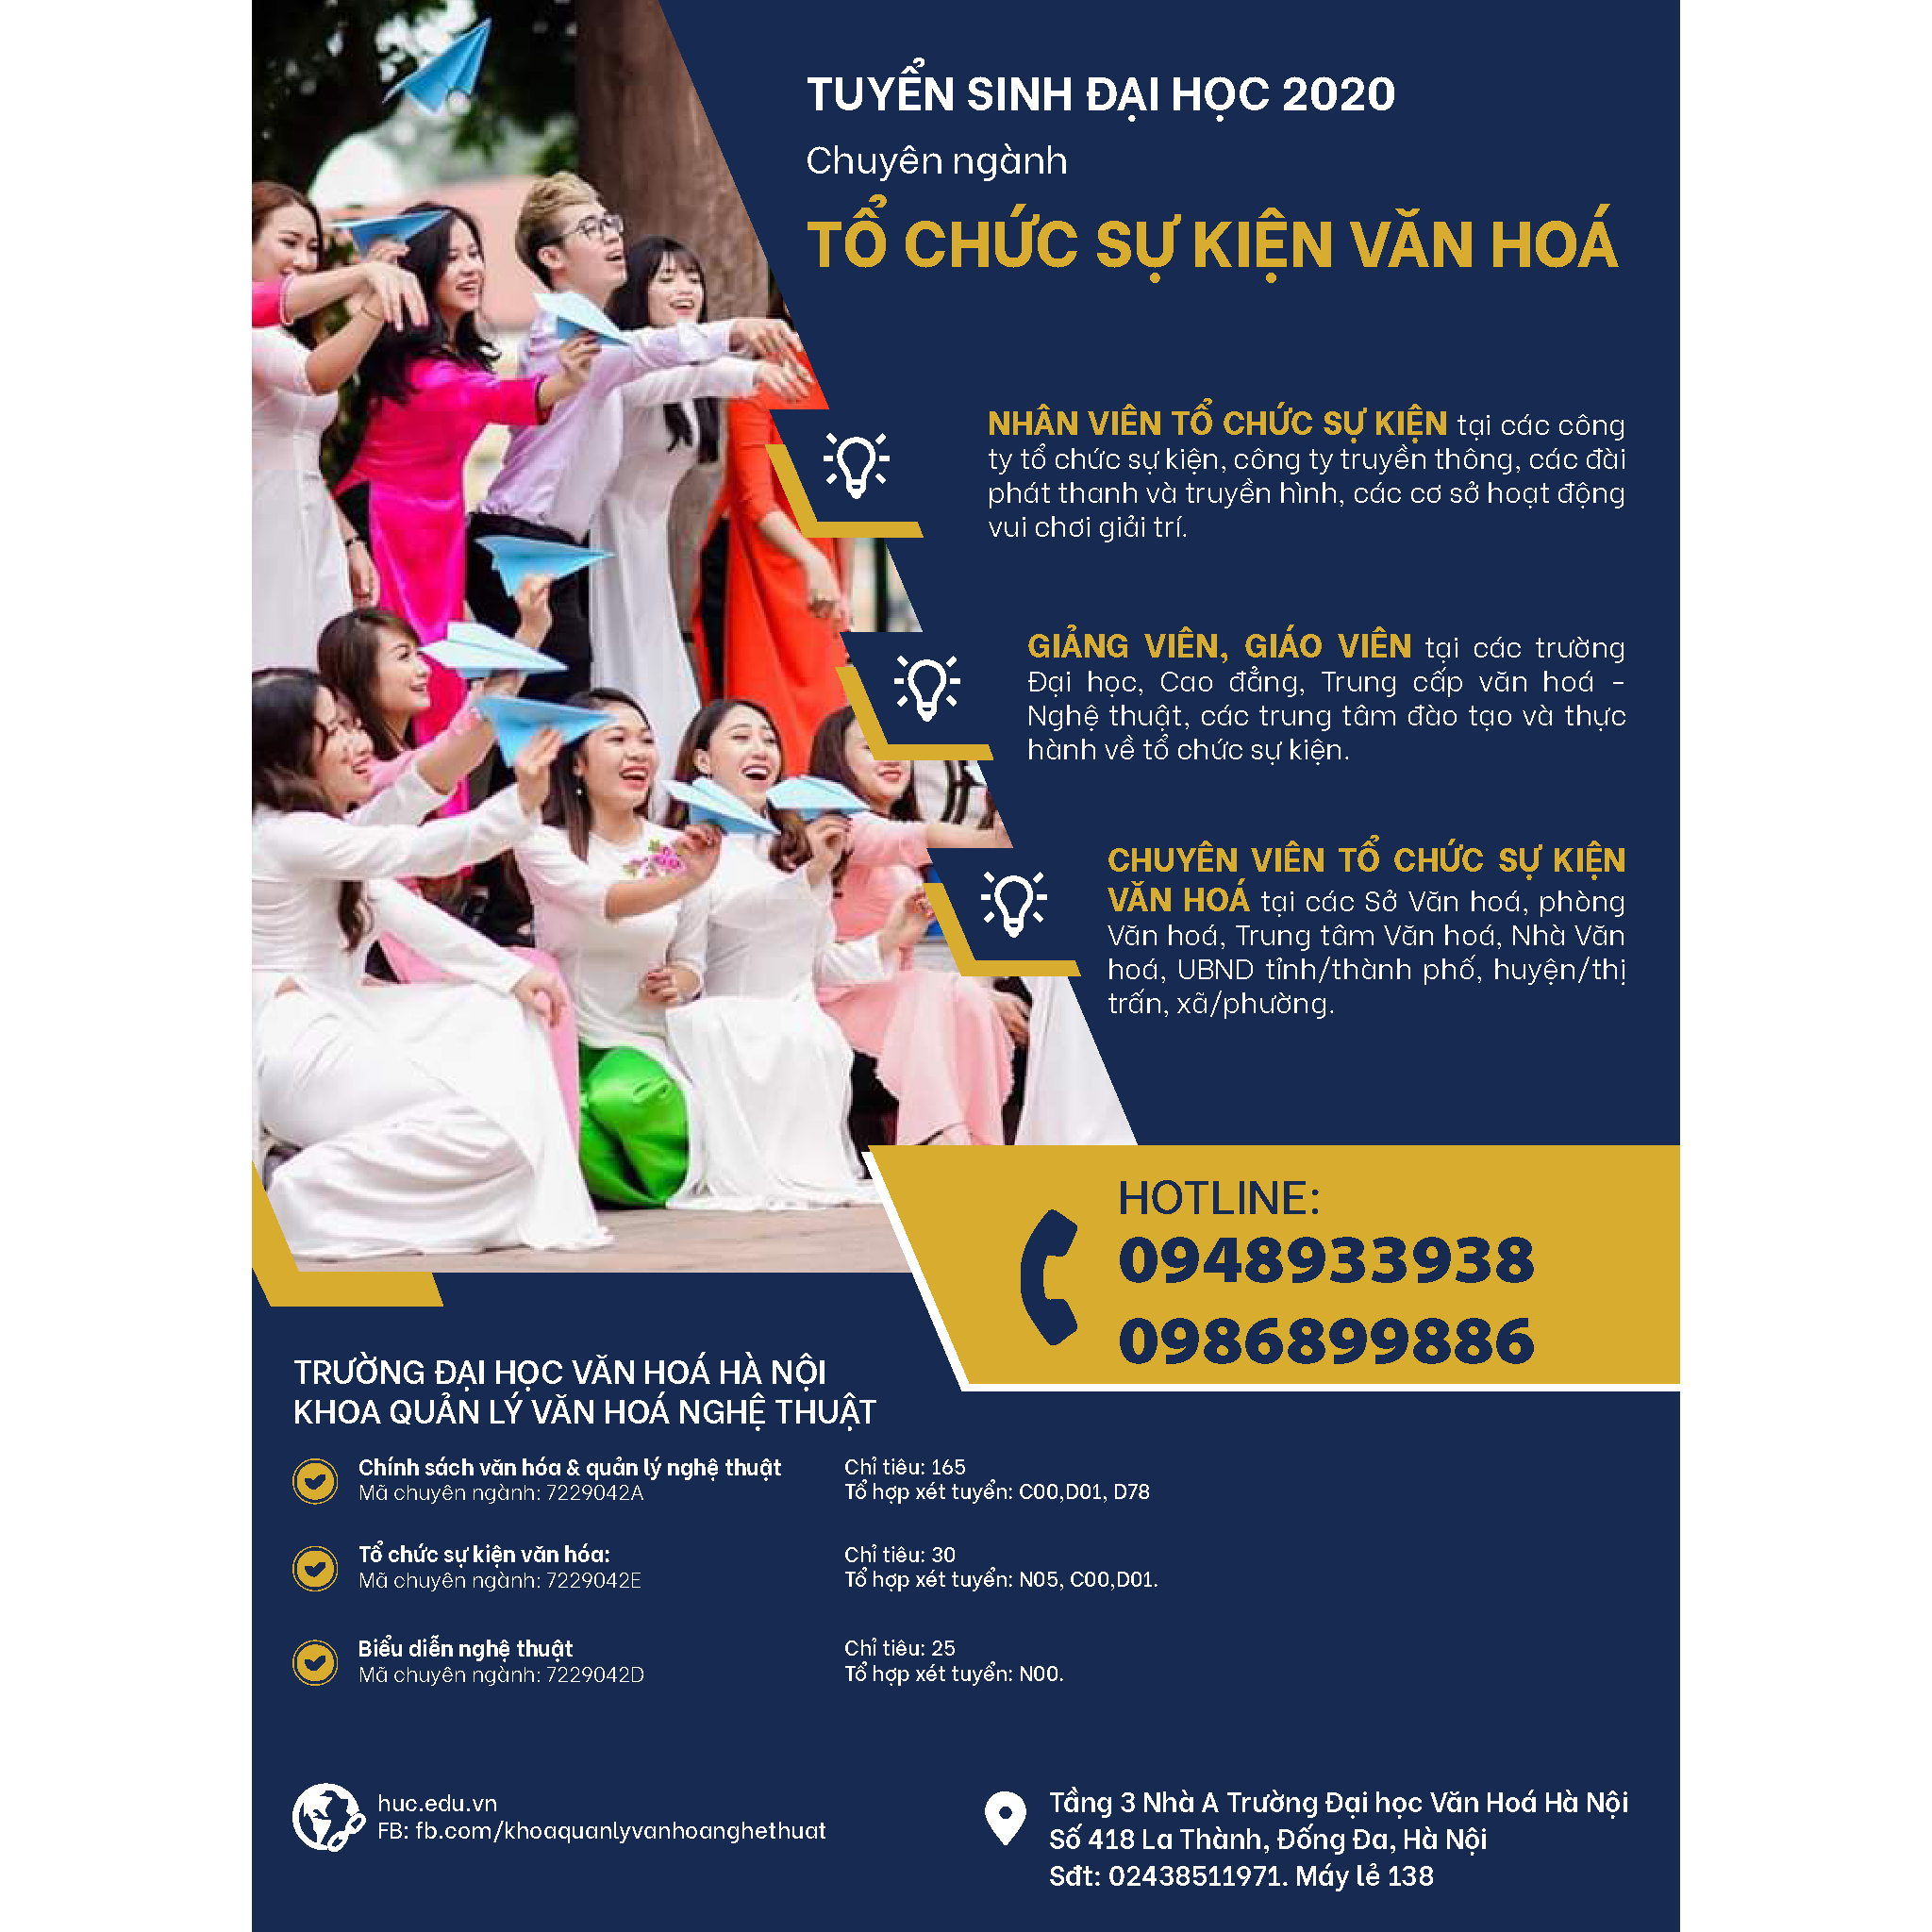 TUYỂN SINH ĐẠI HỌC 2020
Chuyên ngành
TỔ CHỨC SỰ KIỆN VĂN HOÁ
NHÂN VIÊN TỔ CHỨC SỰ KIỆN tại các công
ty tổ chức sự kiện, công ty truyền thông, các đài
phát thanh và truyền hình, các cơ sở hoạt động
vui chơi giải trí.
GIẢNG VIÊN, GIÁO VIÊN tại các trường
Đại học, Cao đẳng, Trung cấp văn hoá -
Nghệ thuật, các trung tâm đào tạo và thực
hành về tổ chức sự kiện.
CHUYÊN VIÊN TỔ CHỨC SỰ KIỆN
VĂN HOÁ tại các Sở Văn hoá, phòng
Văn hoá, Trung tâm Văn hoá, Nhà Văn
hoá, UBND tỉnh/thành phố, huyện/thị
trấn, xã/phường.
HOTLINE:
0948933938
0986899886
TRƯỜNG ĐẠI HỌC VĂN HOÁ HÀ NỘI
KHOA QUẢN LÝ VĂN HOÁ NGHỆ THUẬT
Chính sách văn hóa & quản lý nghệ thuật
Mã chuyên ngành: 7229042A
Chỉ tiêu: 165
Tổ hợp xét tuyển: C00,D01, D78
Tổ chức sự kiện văn hóa:
Mã chuyên ngành: 7229042E
Chỉ tiêu: 30
Tổ hợp xét tuyển: N05, C00,D01.
Biểu diễn nghệ thuật
Mã chuyên ngành: 7229042D
Chỉ tiêu: 25
Tổ hợp xét tuyển: N00.
huc.edu.vn
FB: fb.com/khoaquanlyvanhoanghethuat
Tầng 3 Nhà A Trường Đại học Văn Hoá Hà Nội
Số 418 La Thành, Đống Đa, Hà Nội
Sđt: 02438511971. Máy lẻ 138